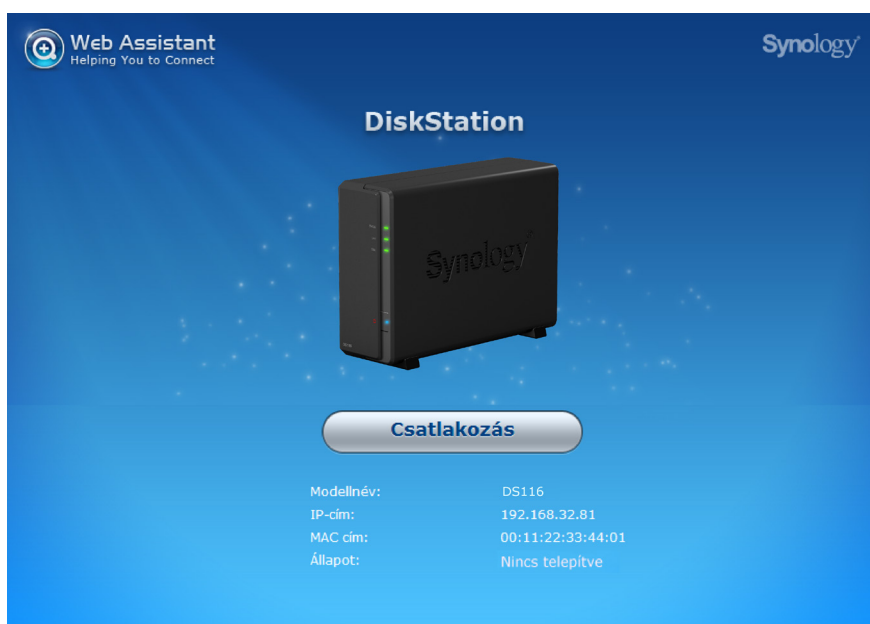 Web Assistant
Helping You to Connect
Synology
DiskStation
Synology
Csatlakozás
Modellnév: DS116
IP-cím: 192.168.32.81
MAC cím: 00:11:22:33:44:01
Állapot: Nincs telepítve